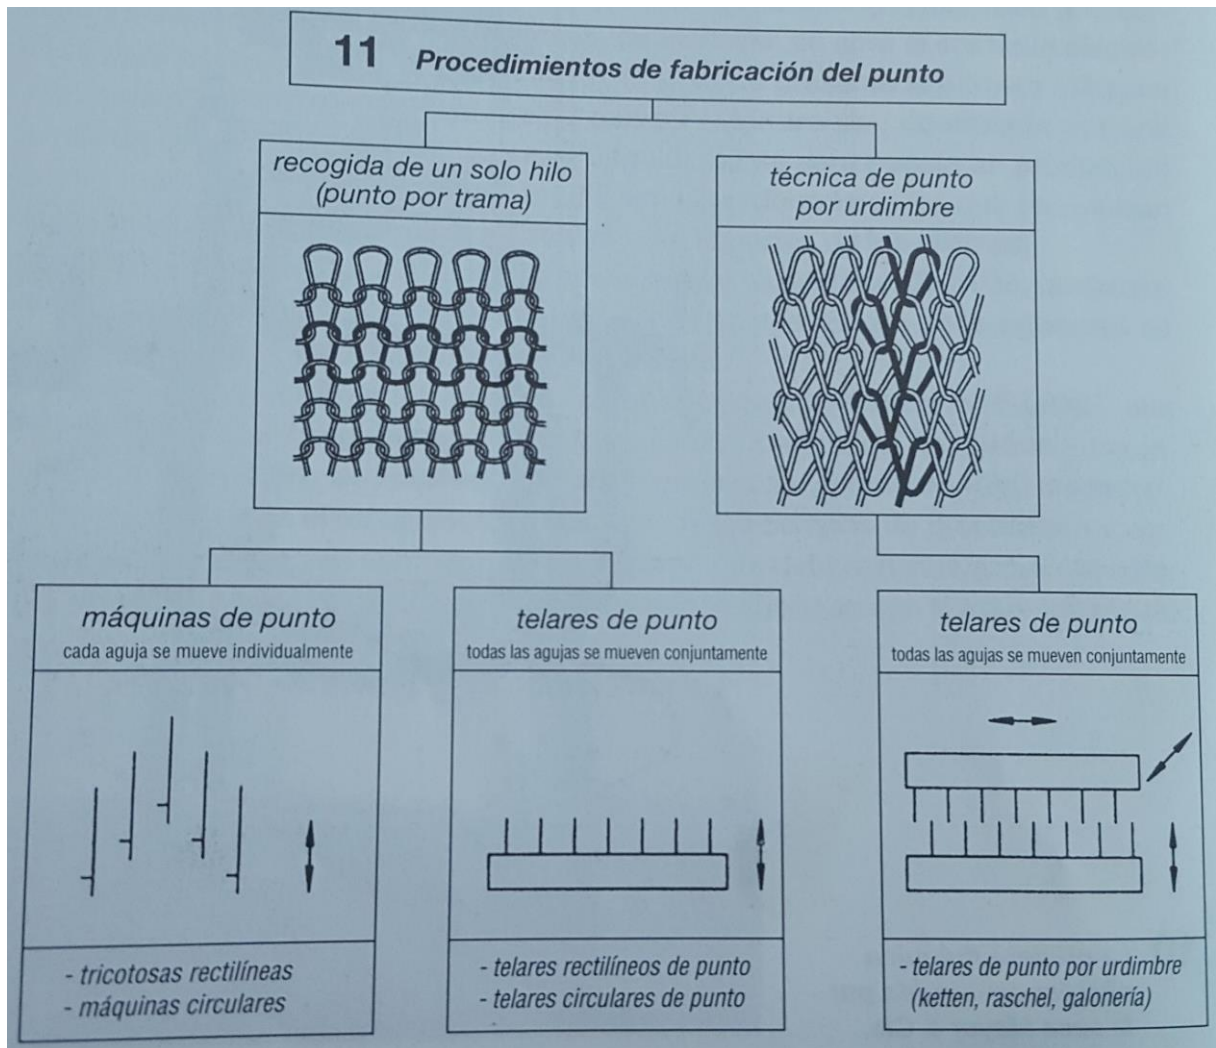 11 Procedimientos de fabricación del punto
recogida de un solo hilo
(punto por trama)
técnica de punto
por urdimbre
máquinas de punto
cada aguja se mueve individualmente
- tricotosas rectilíneas
- máquinas circulares
telares de punto
todas las agujas se mueven conjuntamente
- telares rectilíneos de punto
- telares circulares de punto
telares de punto
todas las agujas se mueven conjuntamente
- telares de punto por urdimbre
(ketten, raschel, galonería)